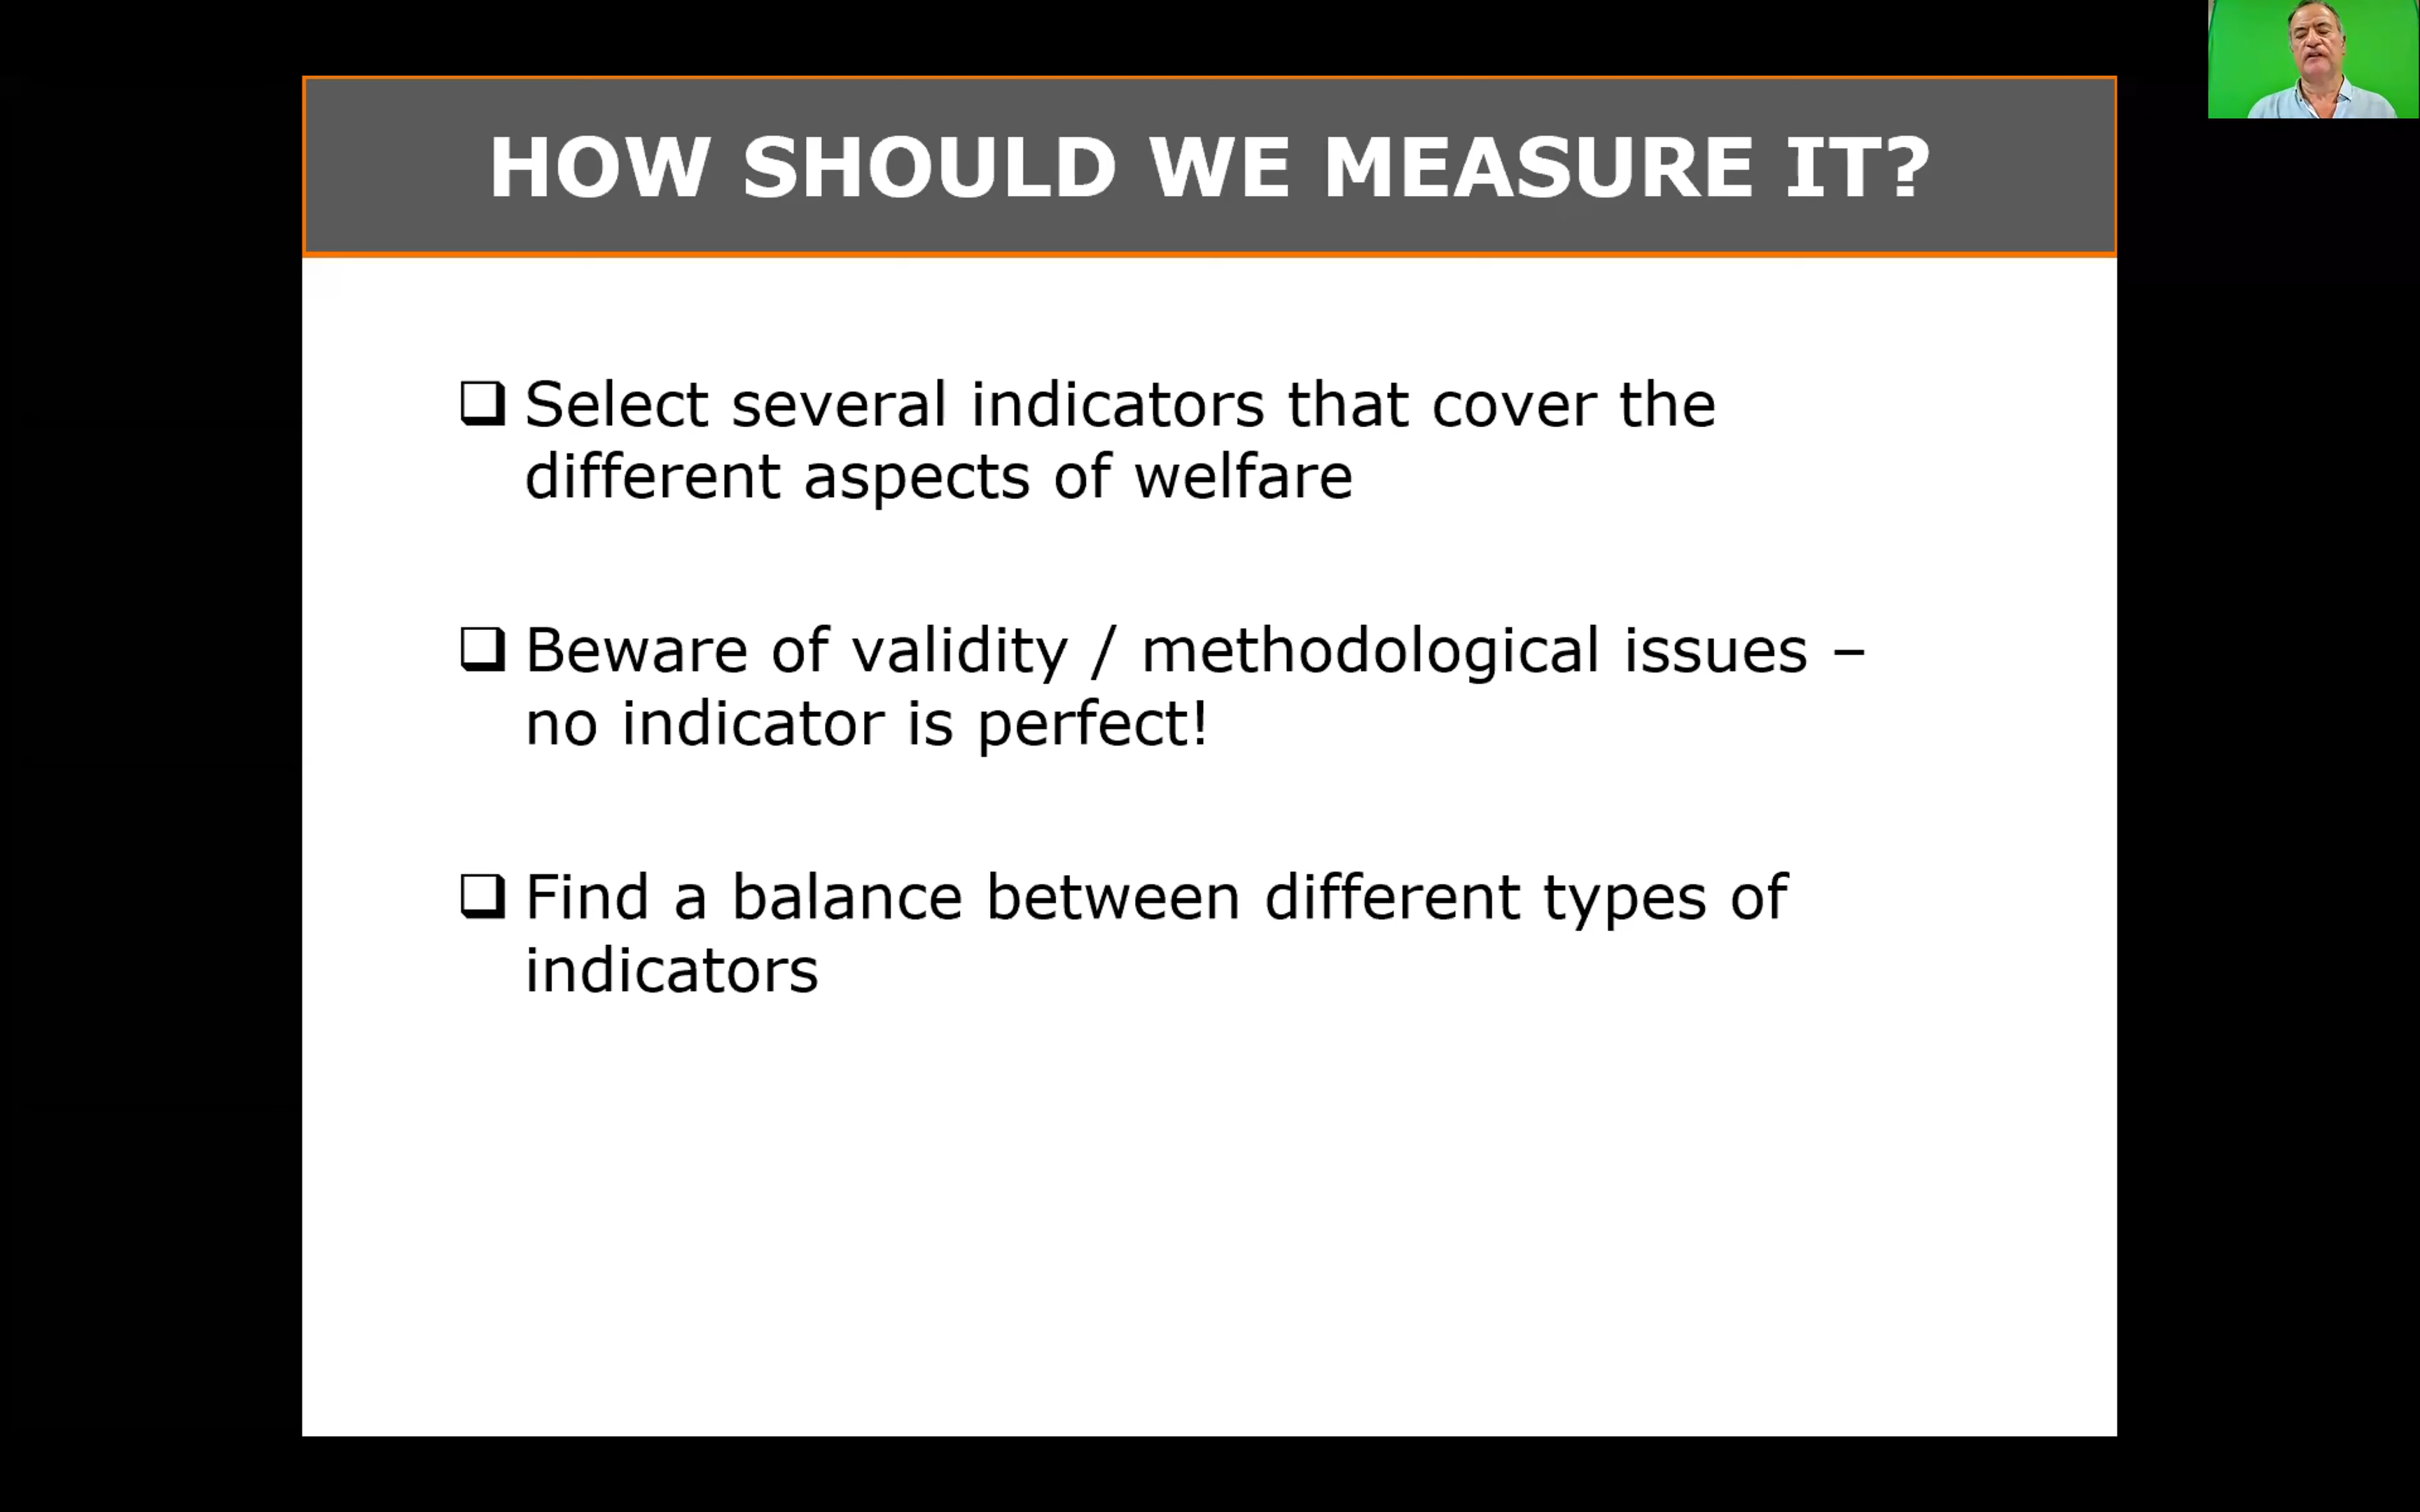 HOW SHOULD WE MEASURE IT?
Select several indicators that cover the
different aspects of welfare
Beware of validity / methodological issues –
no indicator is perfect!
Find a balance between different types of
indicators